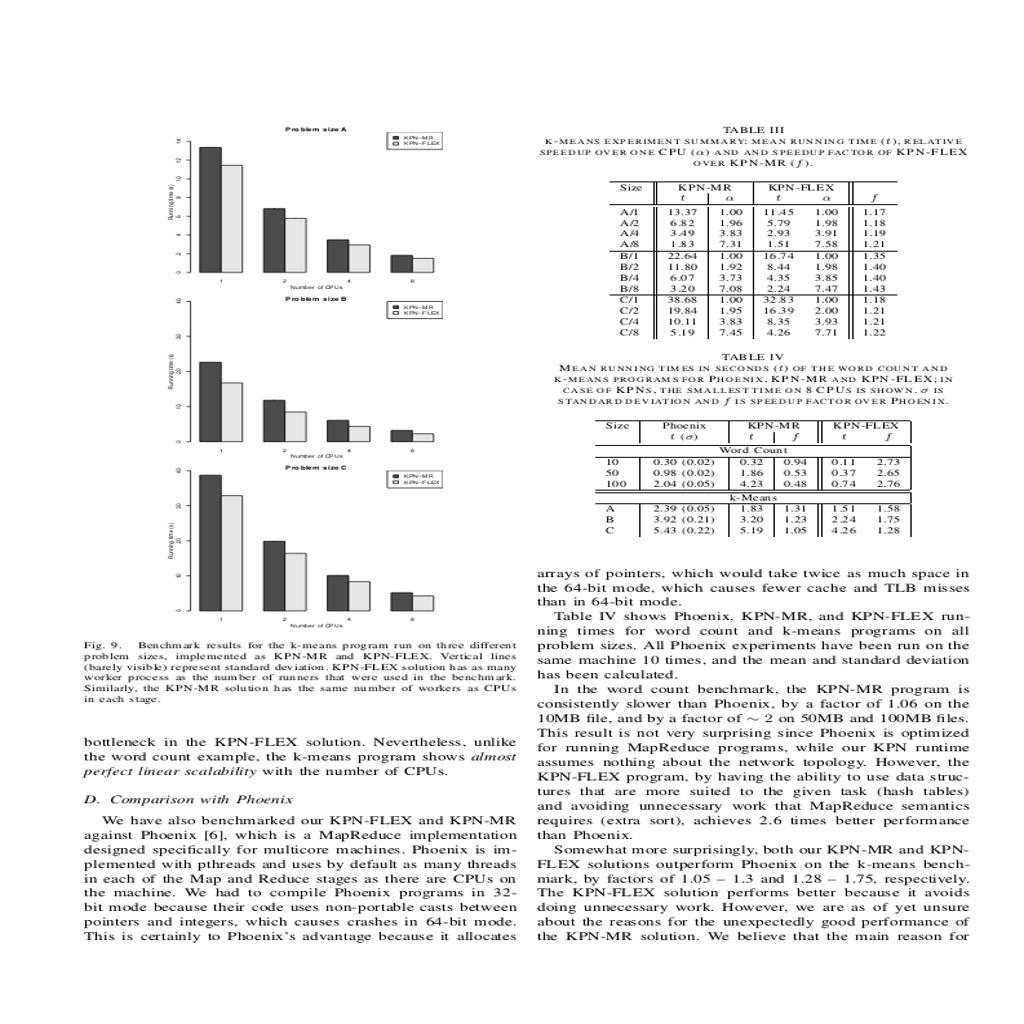 Problem size A
KPN-MR
KPN-FLEX
Running time (s)
0 2 4 6 8 10 12 14
1 2 4 8
Number of CPUs
Problem size B
KPN-MR
KPN-FLEX
Running time (s)
0 10 20 30 40
1 2 4 8
Number of CPUs
Problem size C
KPN-MR
KPN-FLEX
Running time (s)
0 10 20 30 40
1 2 4 8
Number of CPUs
Fig. 9. Benchmark results for the k-means program run on three different
problem sizes, implemented as KPN-MR and KPN-FLEX. Vertical lines
(barely visible) represent standard deviation. KPN-FLEX solution has as many
worker process as the number of runners that were used in the benchmark.
Similarly, the KPN-MR solution has the same number of workers as CPUs
in each stage.
bottleneck in the KPN-FLEX solution. Nevertheless, unlike
the word count example, the k-means program shows almost
perfect linear scalability with the number of CPUs.
D. Comparison with Phoenix
We have also benchmarked our KPN-FLEX and KPN-MR
against Phoenix [6], which is a MapReduce implementation
designed specifically for multicore machines. Phoenix is im-
plemented with pthreads and uses by default as many threads
in each of the Map and Reduce stages as there are CPUs on
the machine. We had to compile Phoenix programs in 32-
bit mode because their code uses non-portable casts between
pointers and integers, which causes crashes in 64-bit mode.
This is certainly to Phoenix's advantage because it allocates
TABLE III
K-MEANS EXPERIMENT SUMMARY: MEAN RUNNING TIME (t), RELATIVE
SPEEDUP OVER ONE CPU (α) AND AND SPEEDUP FACTOR OF KPN-FLEX
OVER KPN-MR (f).
Size KPN-MR KPN-FLEX
t α t α f
A/1 13.37 1.00 11.45 1.00 1.17
A/2 6.82 1.96 5.79 1.98 1.18
A/4 3.49 3.83 2.93 3.91 1.19
A/8 1.83 7.31 1.51 7.58 1.21
B/1 22.64 1.00 16.74 1.00 1.35
B/2 11.80 1.92 8.44 1.98 1.40
B/4 6.07 3.73 4.35 3.85 1.40
B/8 3.20 7.08 2.24 7.47 1.43
C/1 38.68 1.00 32.83 1.00 1.18
C/2 19.84 1.95 16.39 2.00 1.21
C/4 10.11 3.83 8.35 3.93 1.21
C/8 5.19 7.45 4.26 7.71 1.22
TABLE IV
MEAN RUNNING TIMES IN SECONDS (t) OF THE WORD COUNT AND
K-MEANS PROGRAMS FOR PHOENIX, KPN-MR AND KPN-FLEX; IN
CASE OF KPNS, THE SMALLEST TIME ON 8 CPUS IS SHOWN. σ IS
STANDARD DEVIATION AND f IS SPEEDUP FACTOR OVER PHOENIX.
Size Phoenix KPN-MR KPN-FLEX
t (σ) t f t f
Word Count
10 0.30 (0.02) 0.32 0.94 0.11 2.73
50 0.98 (0.02) 1.86 0.53 0.37 2.65
100 2.04 (0.05) 4.23 0.48 0.74 2.76
k-Means
A 2.39 (0.05) 1.83 1.31 1.51 1.58
B 3.92 (0.21) 3.20 1.23 2.24 1.75
C 5.43 (0.22) 5.19 1.05 4.26 1.28
arrays of pointers, which would take twice as much space in
the 64-bit mode, which causes fewer cache and TLB misses
than in 64-bit mode.
Table IV shows Phoenix, KPN-MR, and KPN-FLEX run-
ning times for word count and k-means programs on all
problem sizes. All Phoenix experiments have been run on the
same machine 10 times, and the mean and standard deviation
has been calculated.
In the word count benchmark, the KPN-MR program is
consistently slower than Phoenix, by a factor of 1.06 on the
10MB file, and by a factor of ∼ 2 on 50MB and 100MB files.
This result is not very surprising since Phoenix is optimized
for running MapReduce programs, while our KPN runtime
assumes nothing about the network topology. However, the
KPN-FLEX program, by having the ability to use data struc-
tures that are more suited to the given task (hash tables)
and avoiding unnecessary work that MapReduce semantics
requires (extra sort), achieves 2.6 times better performance
than Phoenix.
Somewhat more surprisingly, both our KPN-MR and KPN-
FLEX solutions outperform Phoenix on the k-means bench-
mark, by factors of 1.05 − 1.3 and 1.28 − 1.75, respectively.
The KPN-FLEX solution performs better because it avoids
doing unnecessary work. However, we are as of yet unsure
about the reasons for the unexpectedly good performance of
the KPN-MR solution. We believe that the main reason for